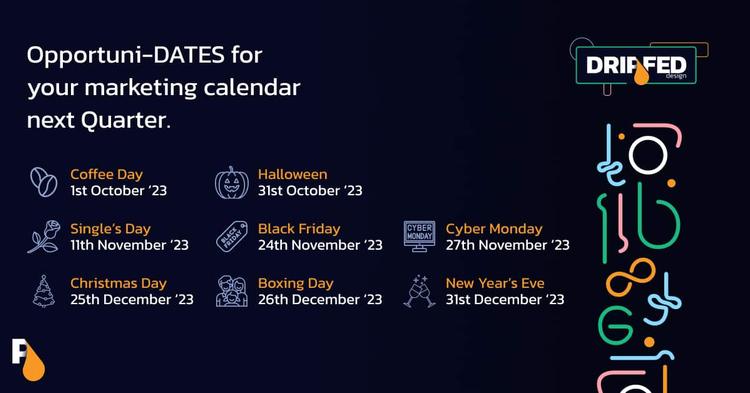 Opportuni-DATES for
your marketing calendar
next Quarter.
DRIPFED
design
Coffee Day
1st October ‘23
Halloween
31st October ‘23
Single’s Day
11th November ‘23
BLACK
FRIDAY
Black Friday
24th November ‘23
CYBER
MONDAY
Cyber Monday
27th November ‘23
Christmas Day
25th December ‘23
Boxing Day
26th December ‘23
New Year’s Eve
31st December ‘23
P